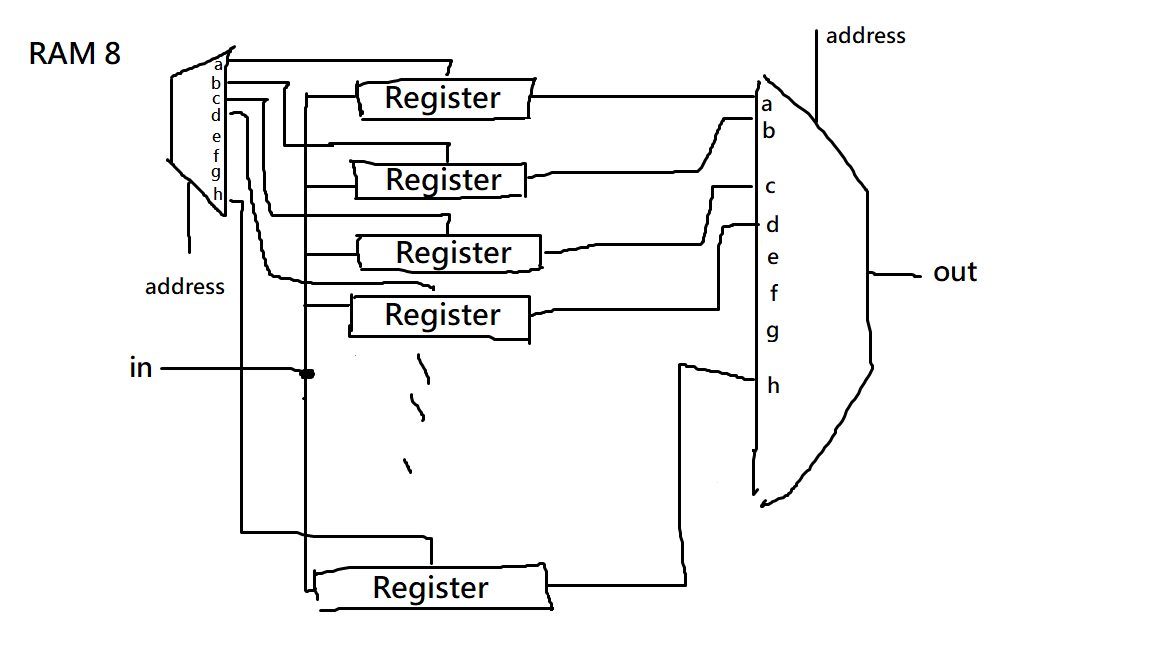 RAM 8
address
a
b
c
d
e
f
g
h
address
in
Register
Register
Register
Register
Register
a
b
c
d
e
f
g
h
out